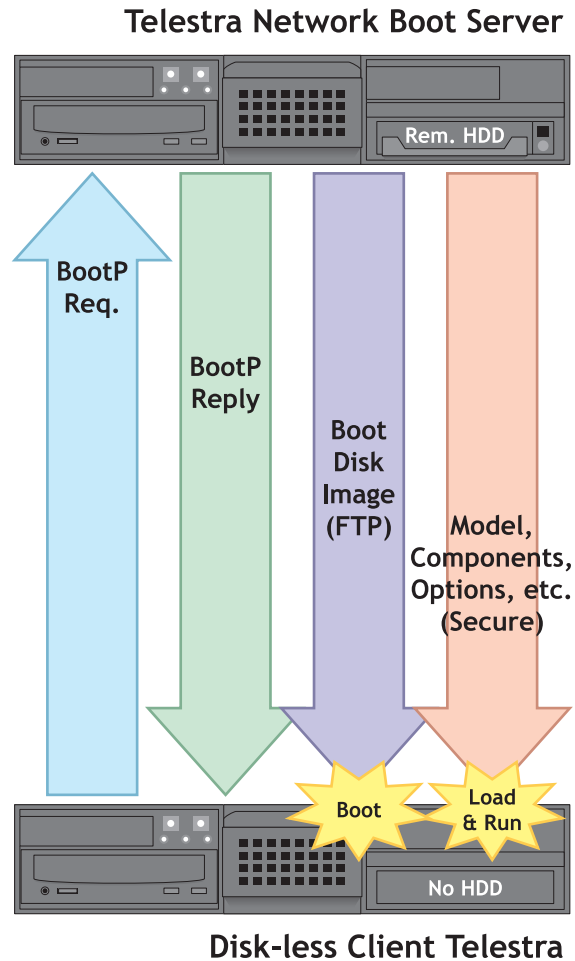 Telestra Network Boot Server
Rem. HDD
BootP
Req.
BootP
Reply
Boot
Disk
Image
(FTP)
Model,
Components,
Options, etc.
(Secure)
Boot
Load
& Run
No HDD
Disk-less Client Telestra